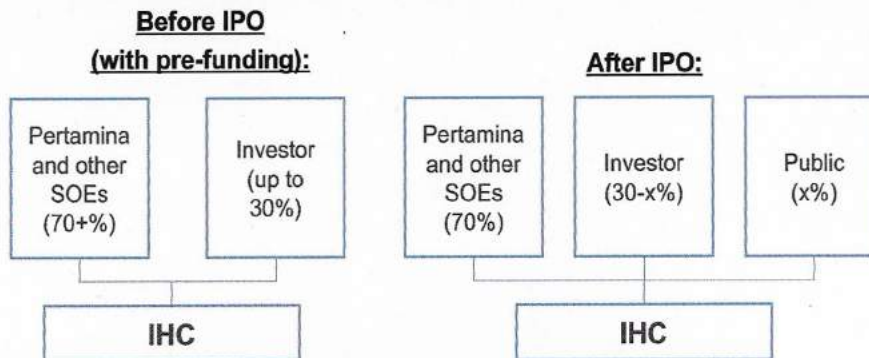 Before IPO
(with pre-funding):
Pertamina
and other
SOEs
(70+%)
Investor
(up to
30%)
IHC
After IPO:
Pertamina
and other
SOEs
(70%)
Investor
(30-x%)
Public
(x%)
IHC